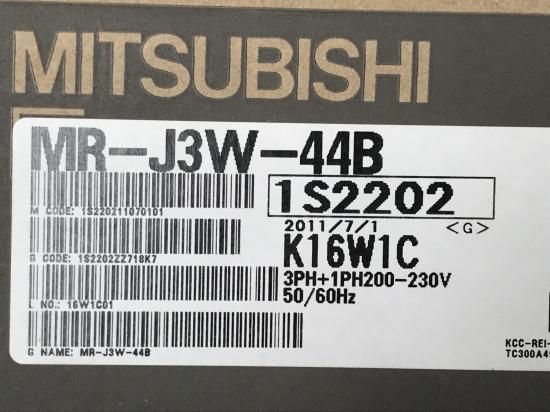 MITSUBISHI
MR-J3W-44B
1S2202
M CODE: 1S220211070101
2011/7/1 <G>
K16W1C
G CODE: 1S2202ZZ718K7
3PH+1PH200-230V
50/60Hz
L NO.: 16W1C01
G NAME: MR-J3W-44B
KCC-REI-
TC300A4